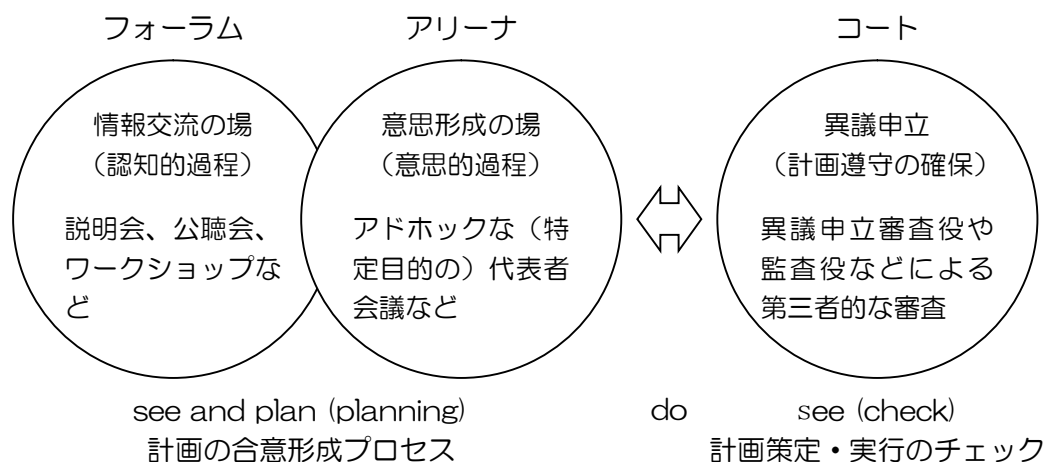 フォーラム
アリーナ
コート
情報交流の場
（認知的過程）
説明会、公聴会、
ワークショップな
ど
意思形成の場
（意思的過程）
アドホックな（特
定目的の）代表者
会議など
異議申立
（計画遵守の確保）
異議申立審査役や
監査役などによる
第三者的な審査
see and plan (planning)
計画の合意形成プロセス
do
see (check)
計画策定・実行のチェック